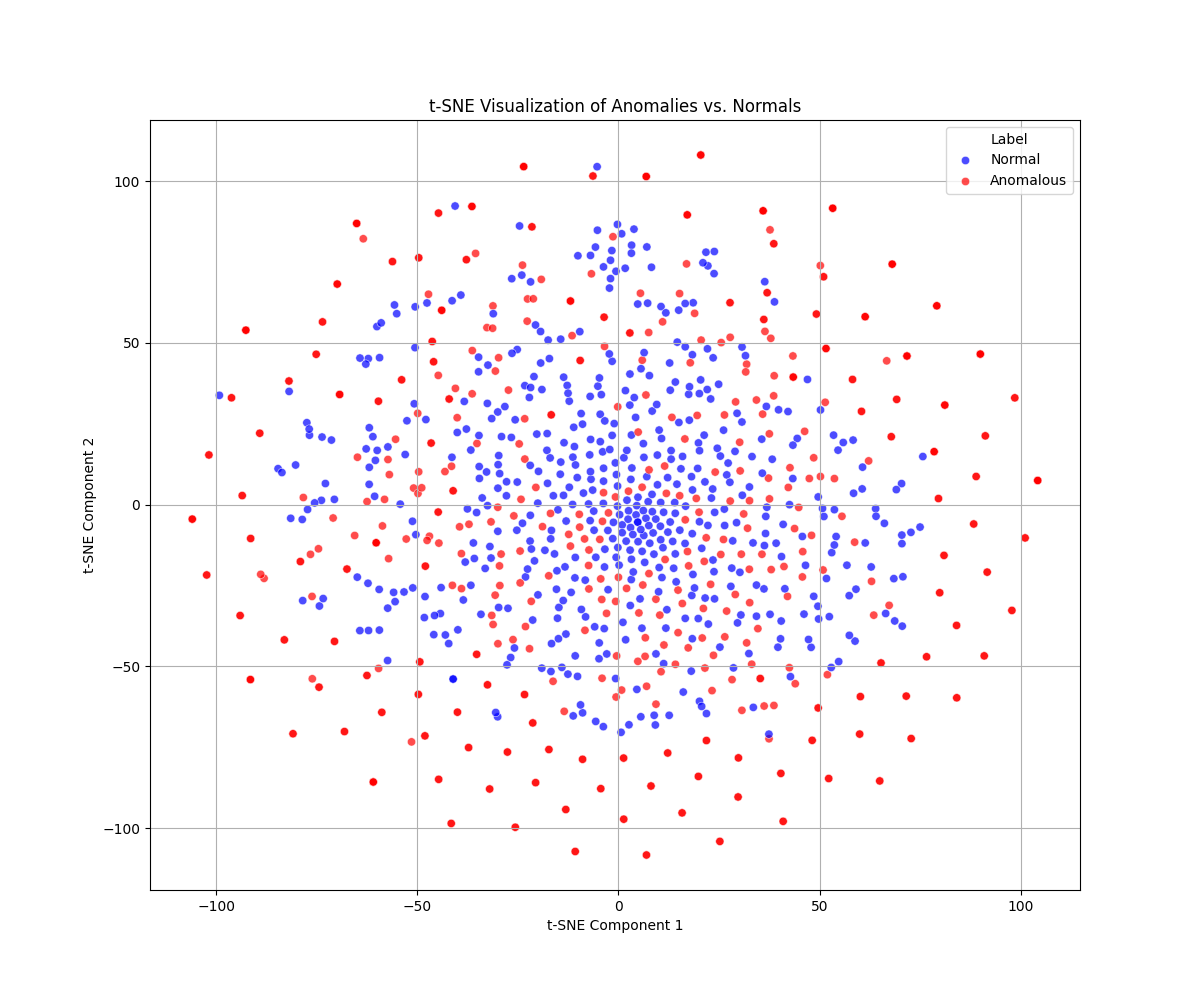 t-SNE Visualization of Anomalies vs. Normals
Label
Normal
Anomalous
t-SNE Component 2
100
50
0
−50
−100
−100
−50
0
50
100
t-SNE Component 1